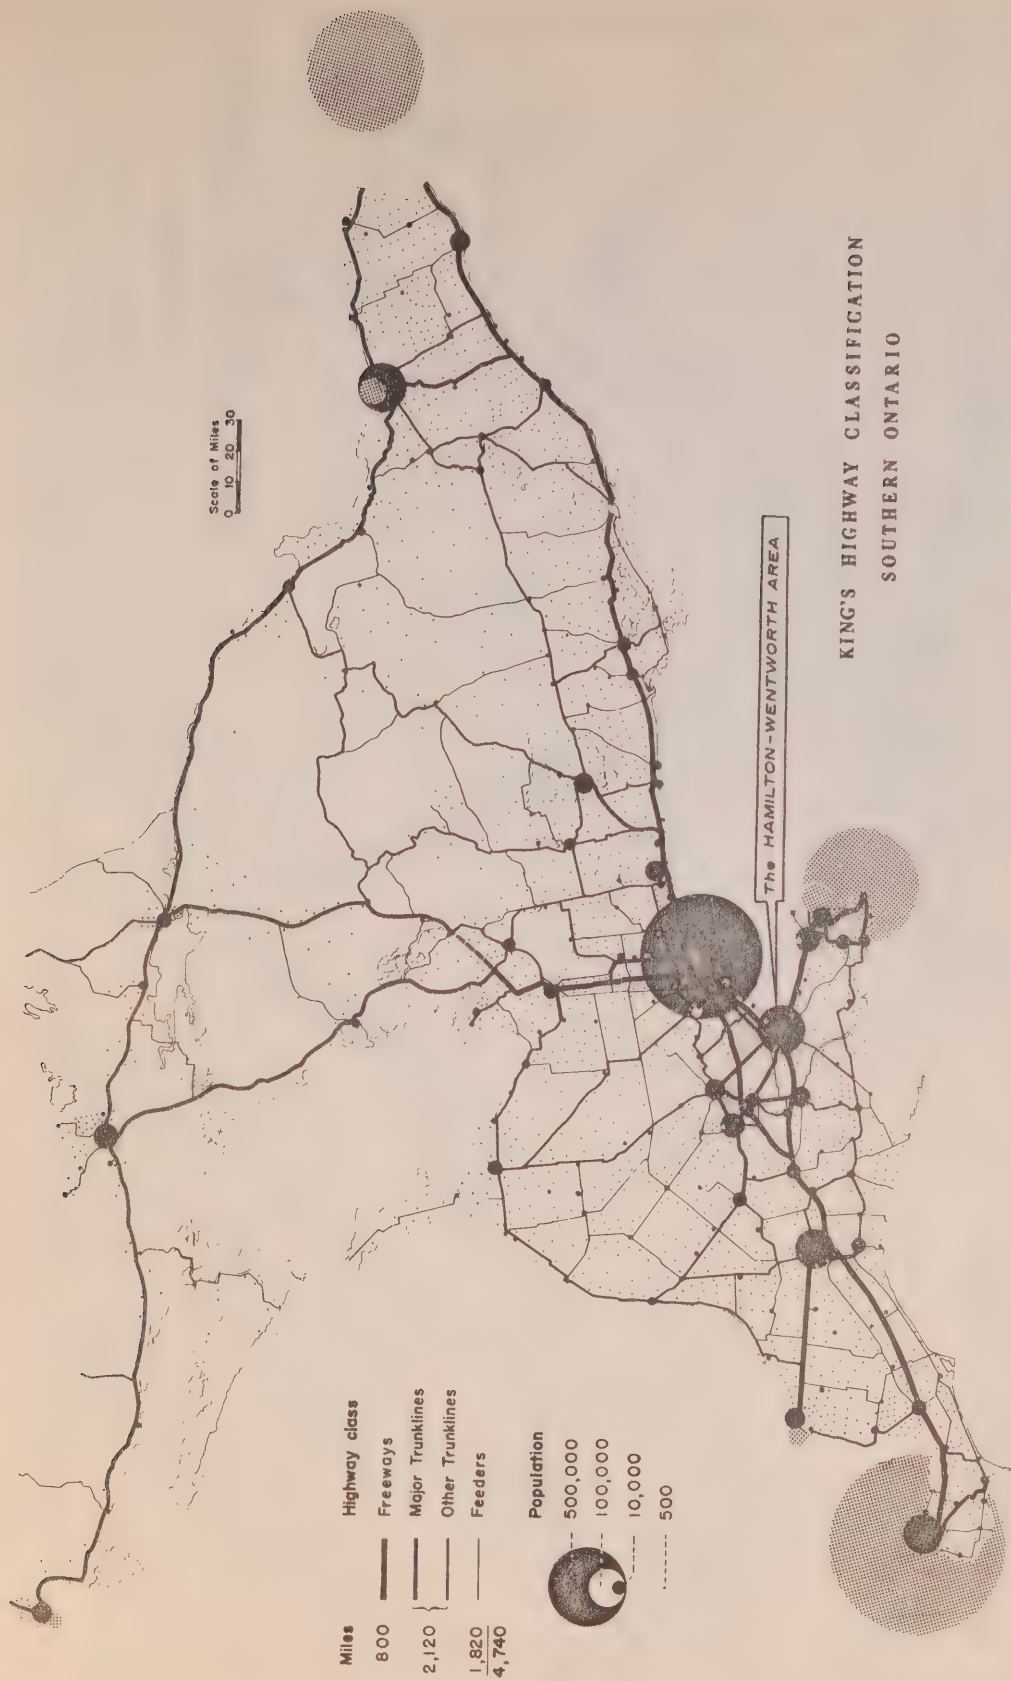 KING'S HIGHWAY CLASSIFICATION
SOUTHERN ONTARIO
The HAMILTON-WENTWORTH AREA
Scale of Miles
0 10 20 30
Miles Highway class
800 Freeways
2,120 Major Trunklines
Other Trunklines
1,820 Feeders
4,740
Population
500,000
100,000
10,000
500